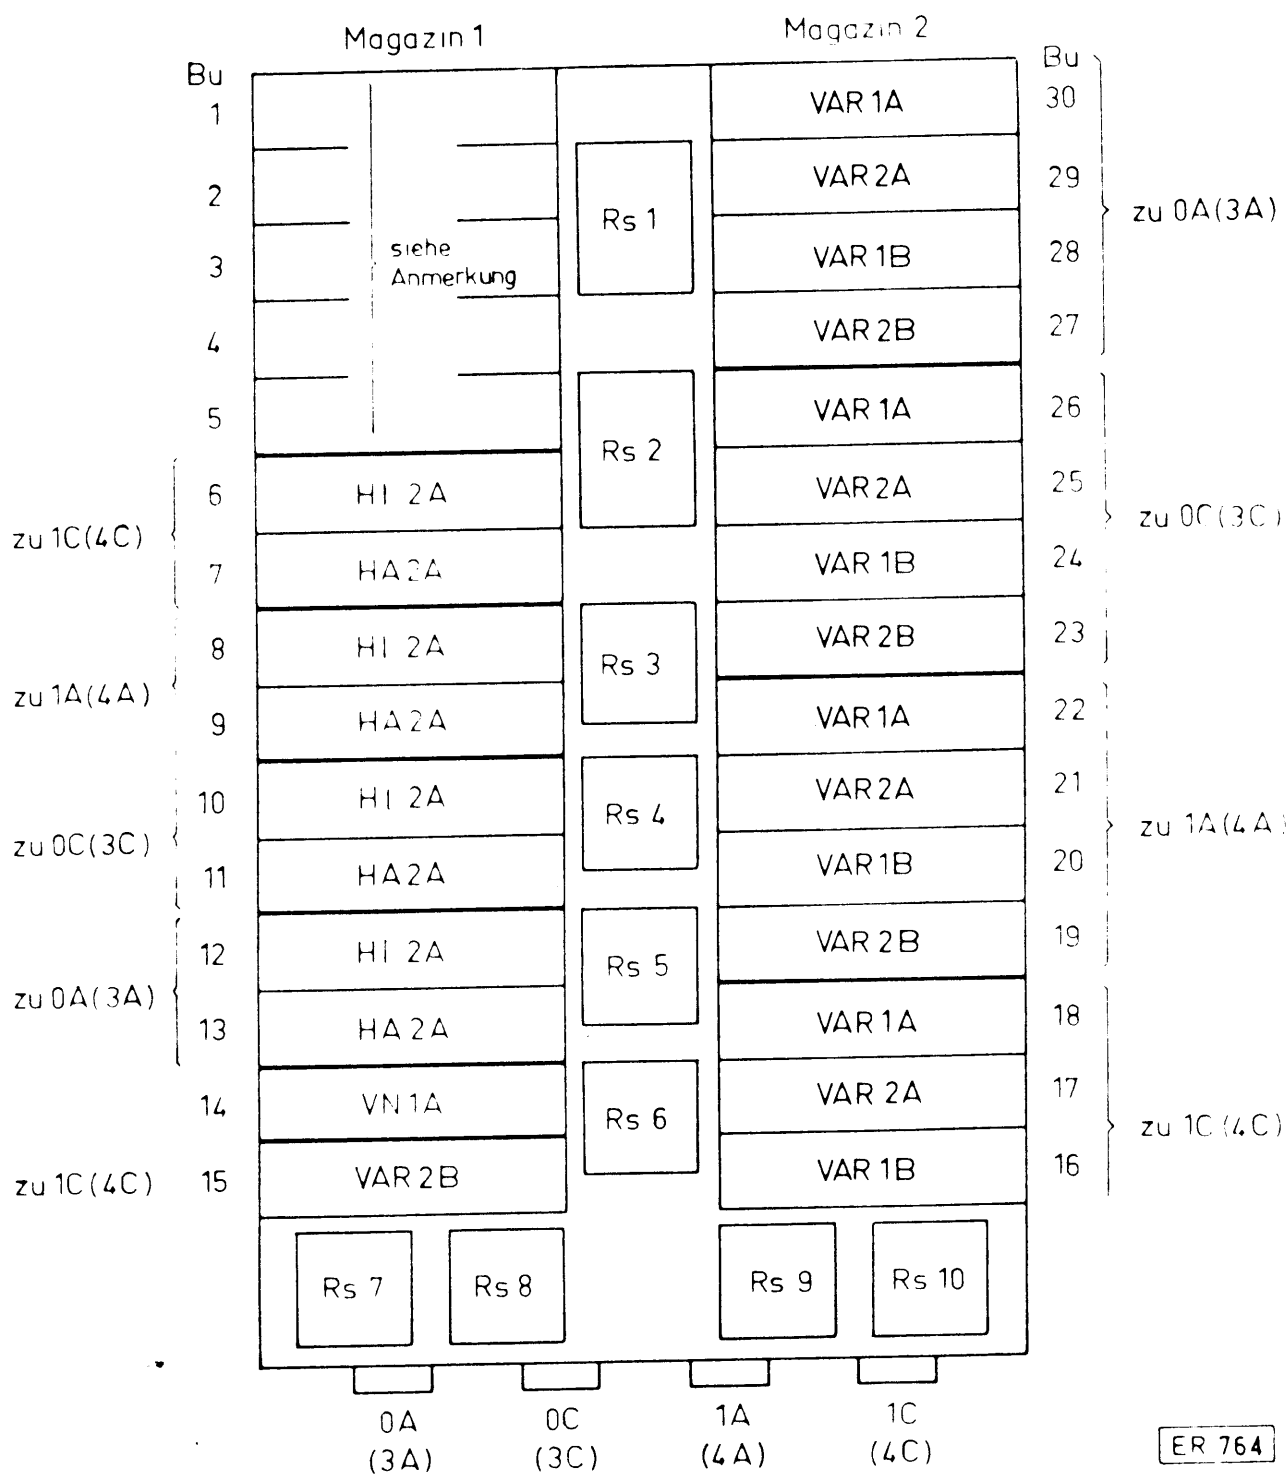 Magazin 1
Magazin 2
Bu
Bu
1
VAR 1A
30
2
Rs 1
VAR 2A
29
zu 0A(3A)
3
siehe
Anmerkung
VAR 1B
28
4
VAR 2B
27
5
Rs 2
VAR 1A
26
6
HI 2A
VAR 2A
25
zu 1C(4C)
zu 0C(3C)
7
HA 2A
VAR 1B
24
8
HI 2A
Rs 3
VAR 2B
23
zu 1A(4A)
9
HA 2A
VAR 1A
22
10
HI 2A
Rs 4
VAR 2A
21
zu 0C(3C)
zu 1A(4A)
11
HA 2A
VAR 1B
20
12
HI 2A
Rs 5
VAR 2B
19
zu 0A(3A)
13
HA 2A
VAR 1A
18
14
VN 1A
Rs 6
VAR 2A
17
zu 1C(4C)
zu 1C(4C)
15
VAR 2B
VAR 1B
16
Rs 7
Rs 8
Rs 9
Rs 10
0A
(3A)
0C
(3C)
1A
(4A)
1C
(4C)
ER 764